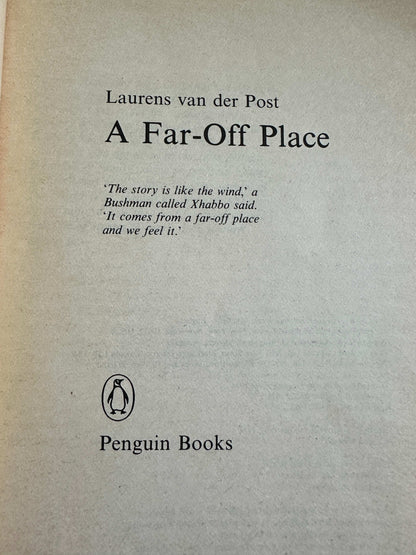 Laurens van der Post
A Far-Off Place
‘The story is like the wind,’ a
Bushman called Xhabbo said.
‘It comes from a far-off place
and we feel it.’
Penguin Books